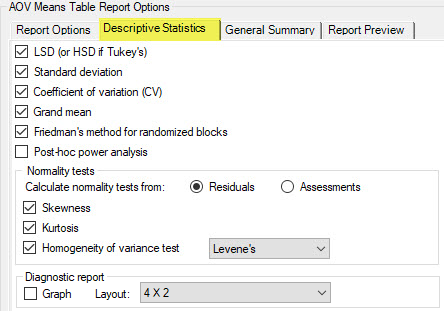 AOV Means Table Report Options
Report Options Descriptive Statistics General Summary Report Preview
LSD (or HSD if Tukey's)
Standard deviation
Coefficient of variation (CV)
Grand mean
Friedman's method for randomized blocks
Post-hoc power analysis
Normality tests
Calculate normality tests from: Residuals Assessments
Skewness
Kurtosis
Homogeneity of variance test Levene's
Diagnostic report
Graph Layout: 4 X 2